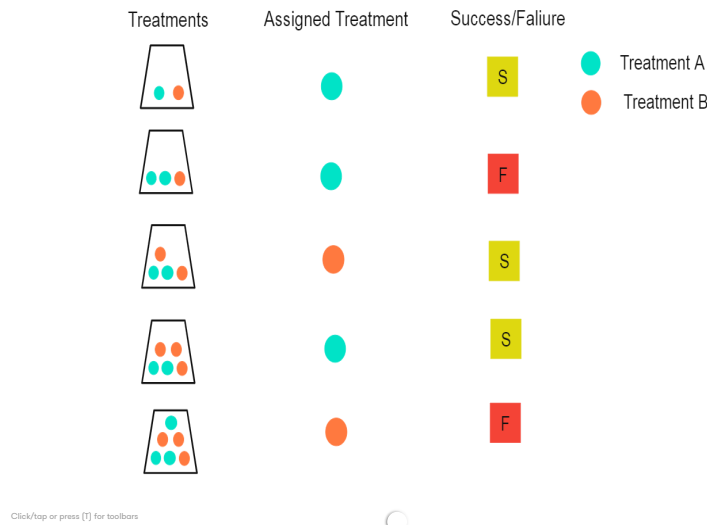 Treatments Assigned Treatment Success/Faliure
S Treatment A
Treatment B
F
S
S
F
Click/tap or press (T) for toolbars